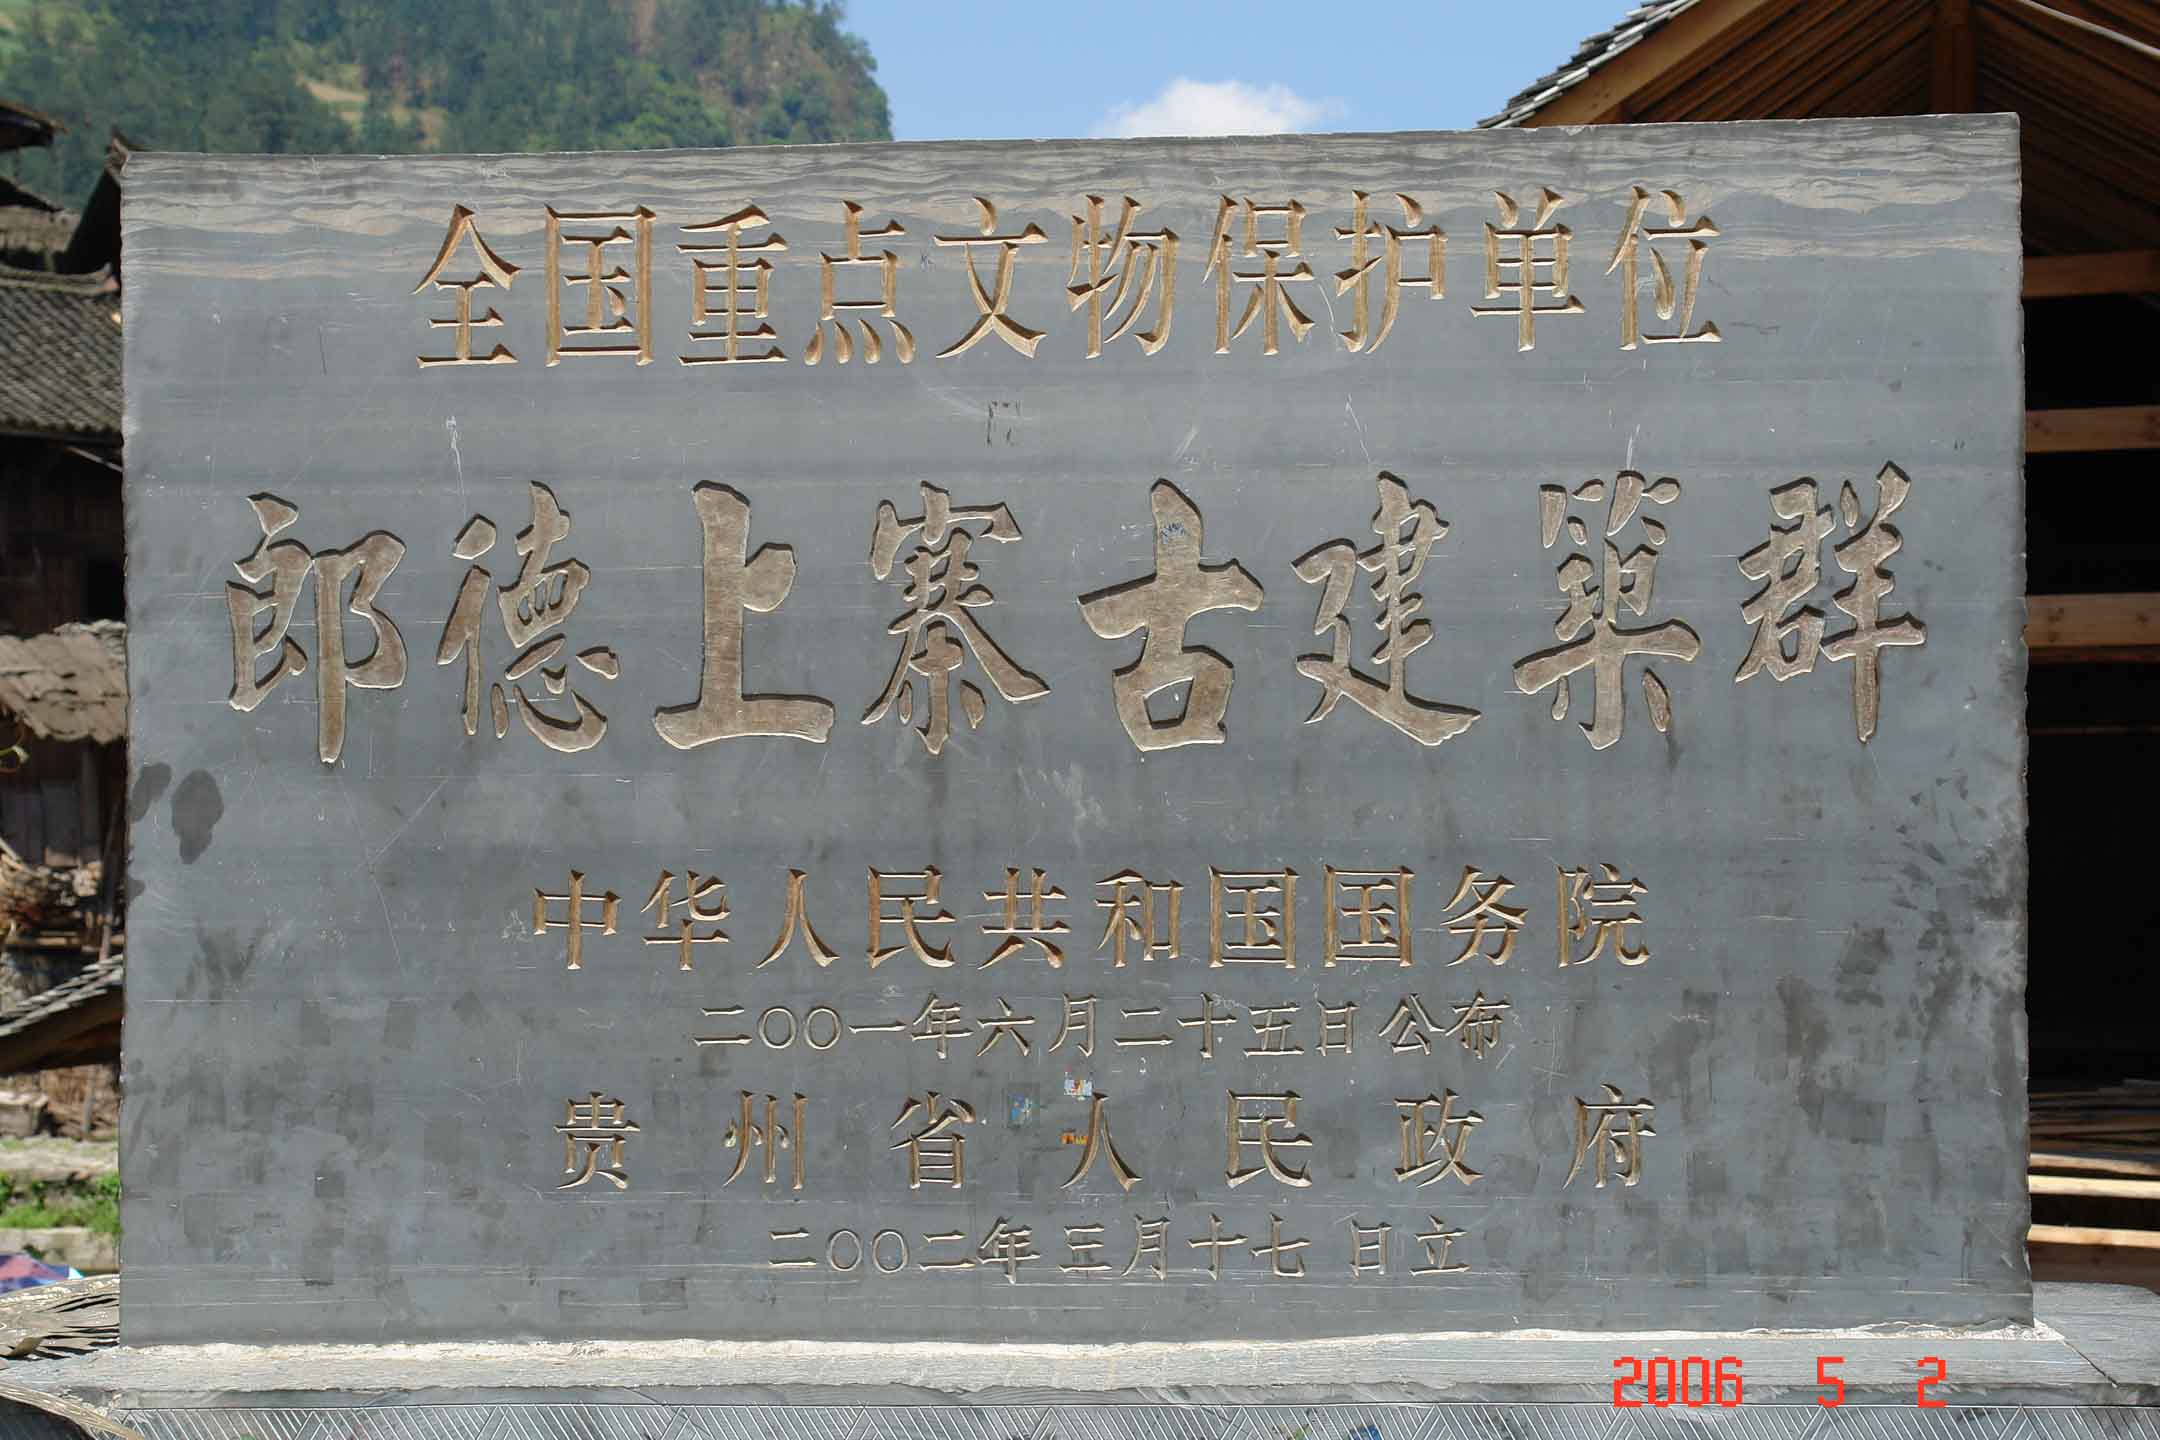 全国重点文物保护单位
郎德上寨古建築群
中华人民共和国国务院
二〇〇一年六月二十五日公布
贵州省人民政府
二〇〇二年三月十七日立
2006 5 2